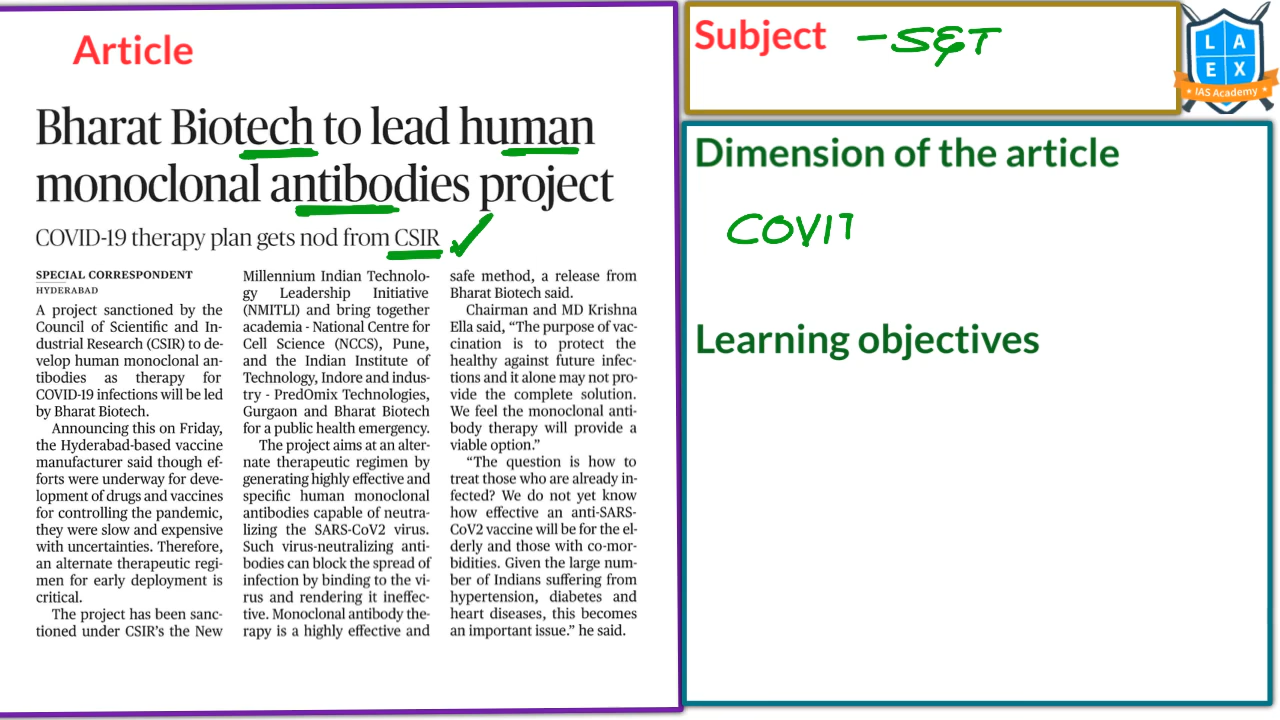 Article
Bharat Biotech to lead human
monoclonal antibodies project
COVID-19 therapy plan gets nod from CSIR
SPECIAL CORRESPONDENT
HYDERABAD
A project sanctioned by the
Council of Scientific and In-
dustrial Research (CSIR) to de-
velop human monoclonal an-
tibodies as therapy for
COVID-19 infections will be led
by Bharat Biotech.
Announcing this on Friday,
the Hyderabad-based vaccine
manufacturer said though ef-
forts were underway for deve-
lopment of drugs and vaccines
for controlling the pandemic,
they were slow and expensive
with uncertainties. Therefore,
an alternate therapeutic regi-
men for early deployment is
critical.
The project has been sanc-
tioned under CSIR's the New
Millennium Indian Technolo-
gy Leadership Initiative
(NMITLI) and bring together
academia - National Centre for
Cell Science (NCCS), Pune,
and the Indian Institute of
Technology, Indore and indus-
try - PredOmix Technologies,
Gurgaon and Bharat Biotech
for a public health emergency.
The project aims at an alter-
nate therapeutic regimen by
generating highly effective and
specific human monoclonal
antibodies capable of neutra-
lizing the SARS-CoV2 virus.
Such virus-neutralizing anti-
bodies can block the spread of
infection by binding to the vi-
rus and rendering it ineffec-
tive. Monoclonal antibody the-
rapy is a highly effective and
safe method, a release from
Bharat Biotech said.
Chairman and MD Krishna
Ella said, “The purpose of vac-
cination is to protect the
healthy against future infec-
tions and it alone may not pro-
vide the complete solution.
We feel the monoclonal anti-
body therapy will provide a
viable option.”
“The question is how to
treat those who are already in-
fected? We do not yet know
how effective an anti-SARS-
CoV2 vaccine will be for the el-
derly and those with co-mor-
bidities. Given the large num-
ber of Indians suffering from
hypertension, diabetes and
heart diseases, this becomes
an important issue.” he said.
Subject - S&T
LA
EX
IAS Academy
Dimension of the article
COVI
Learning objectives